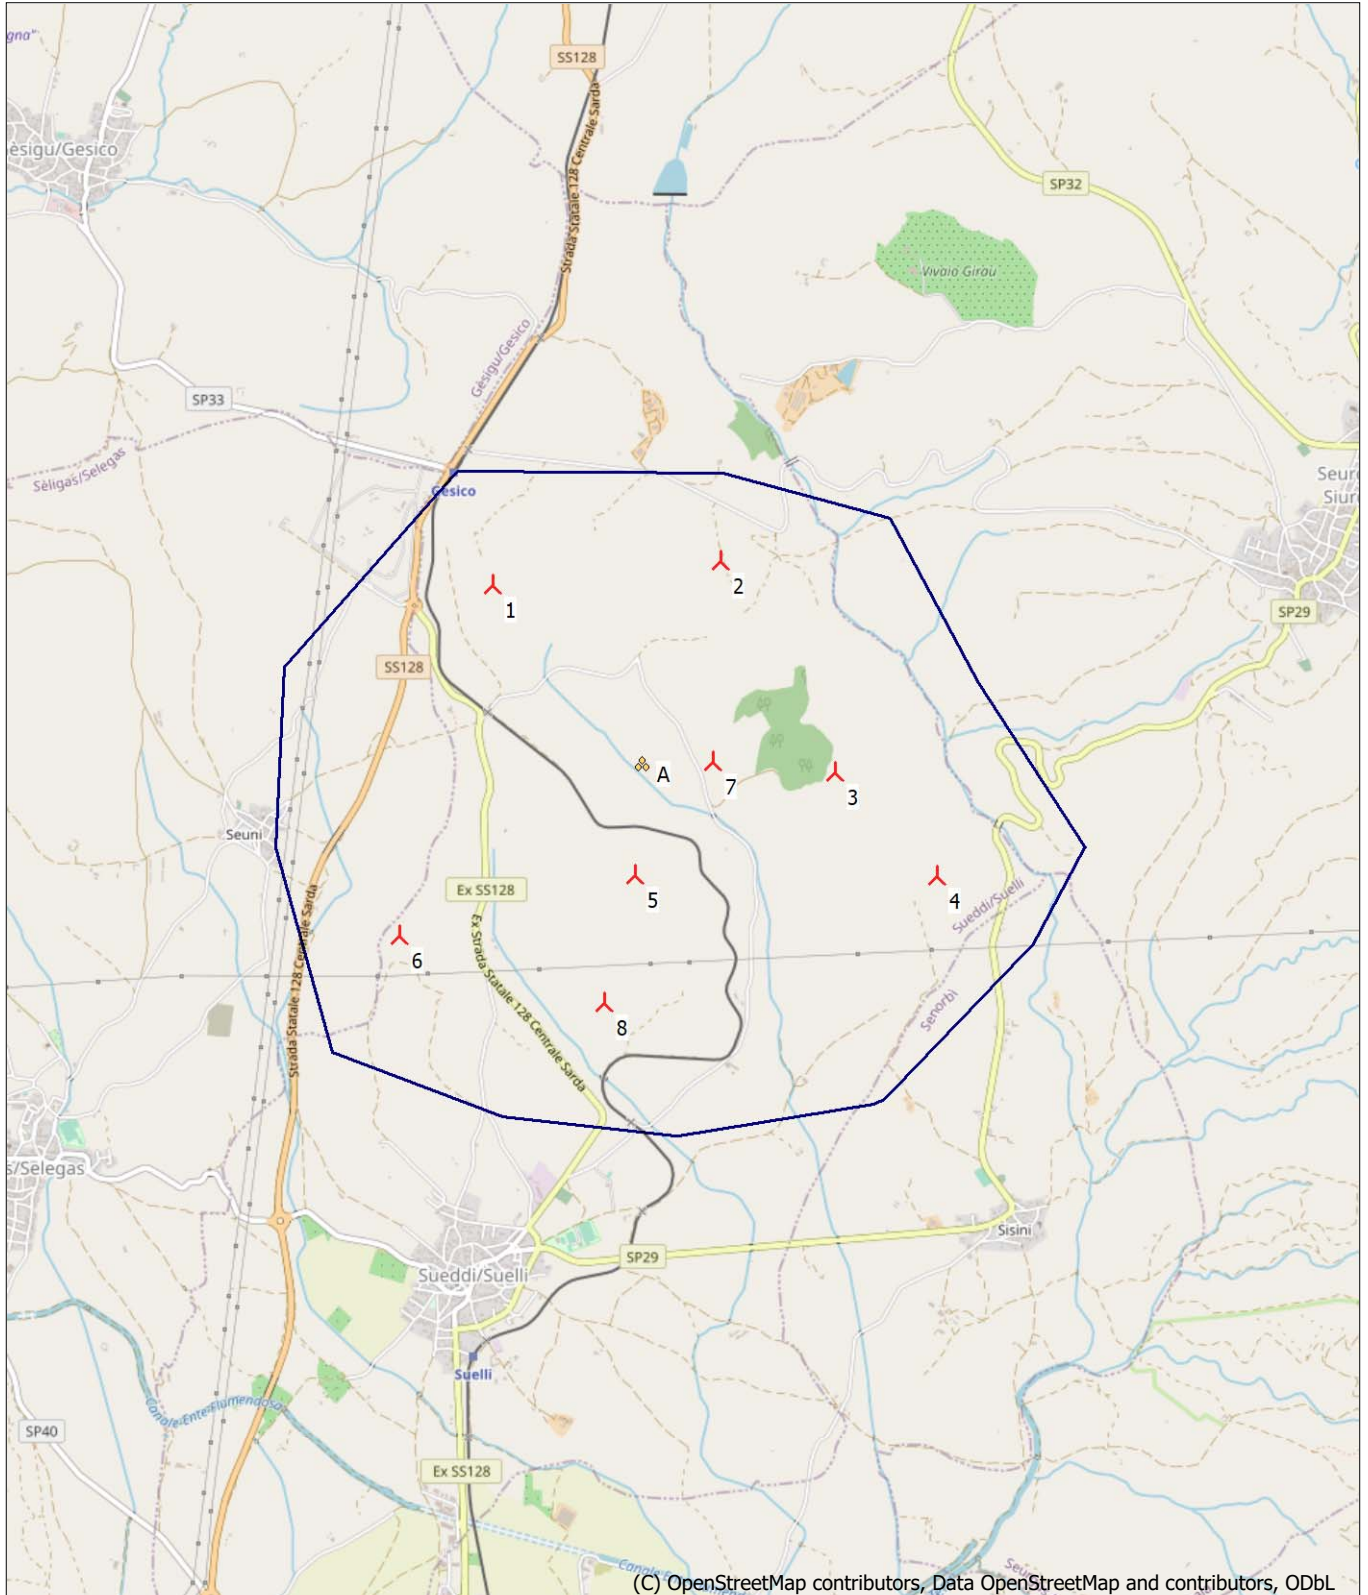 gna"
SS128
Strada Statale 128 Centrale Sarda
esigu/Gesico
SP32
Vivaio Girau
Gèsigu/Gesico
SP33
Sèligas/Selegas
Gesico
2
1
SP29
SS128
A
7
3
Seuni
Ex SS128
5
4
Sueddi/Suelli
6
Strada Statale 128 Centrale Sarda
Ex Strada Statale 128 Centrale Sarda
Senorbì
8
s/Selegas
Sisini
SP29
Sueddi/Suelli
Suelli
Canale Ente Flumendosa
SP40
Ex SS128
(C) OpenStreetMap contributors, Data OpenStreetMap and contributors, ODbL